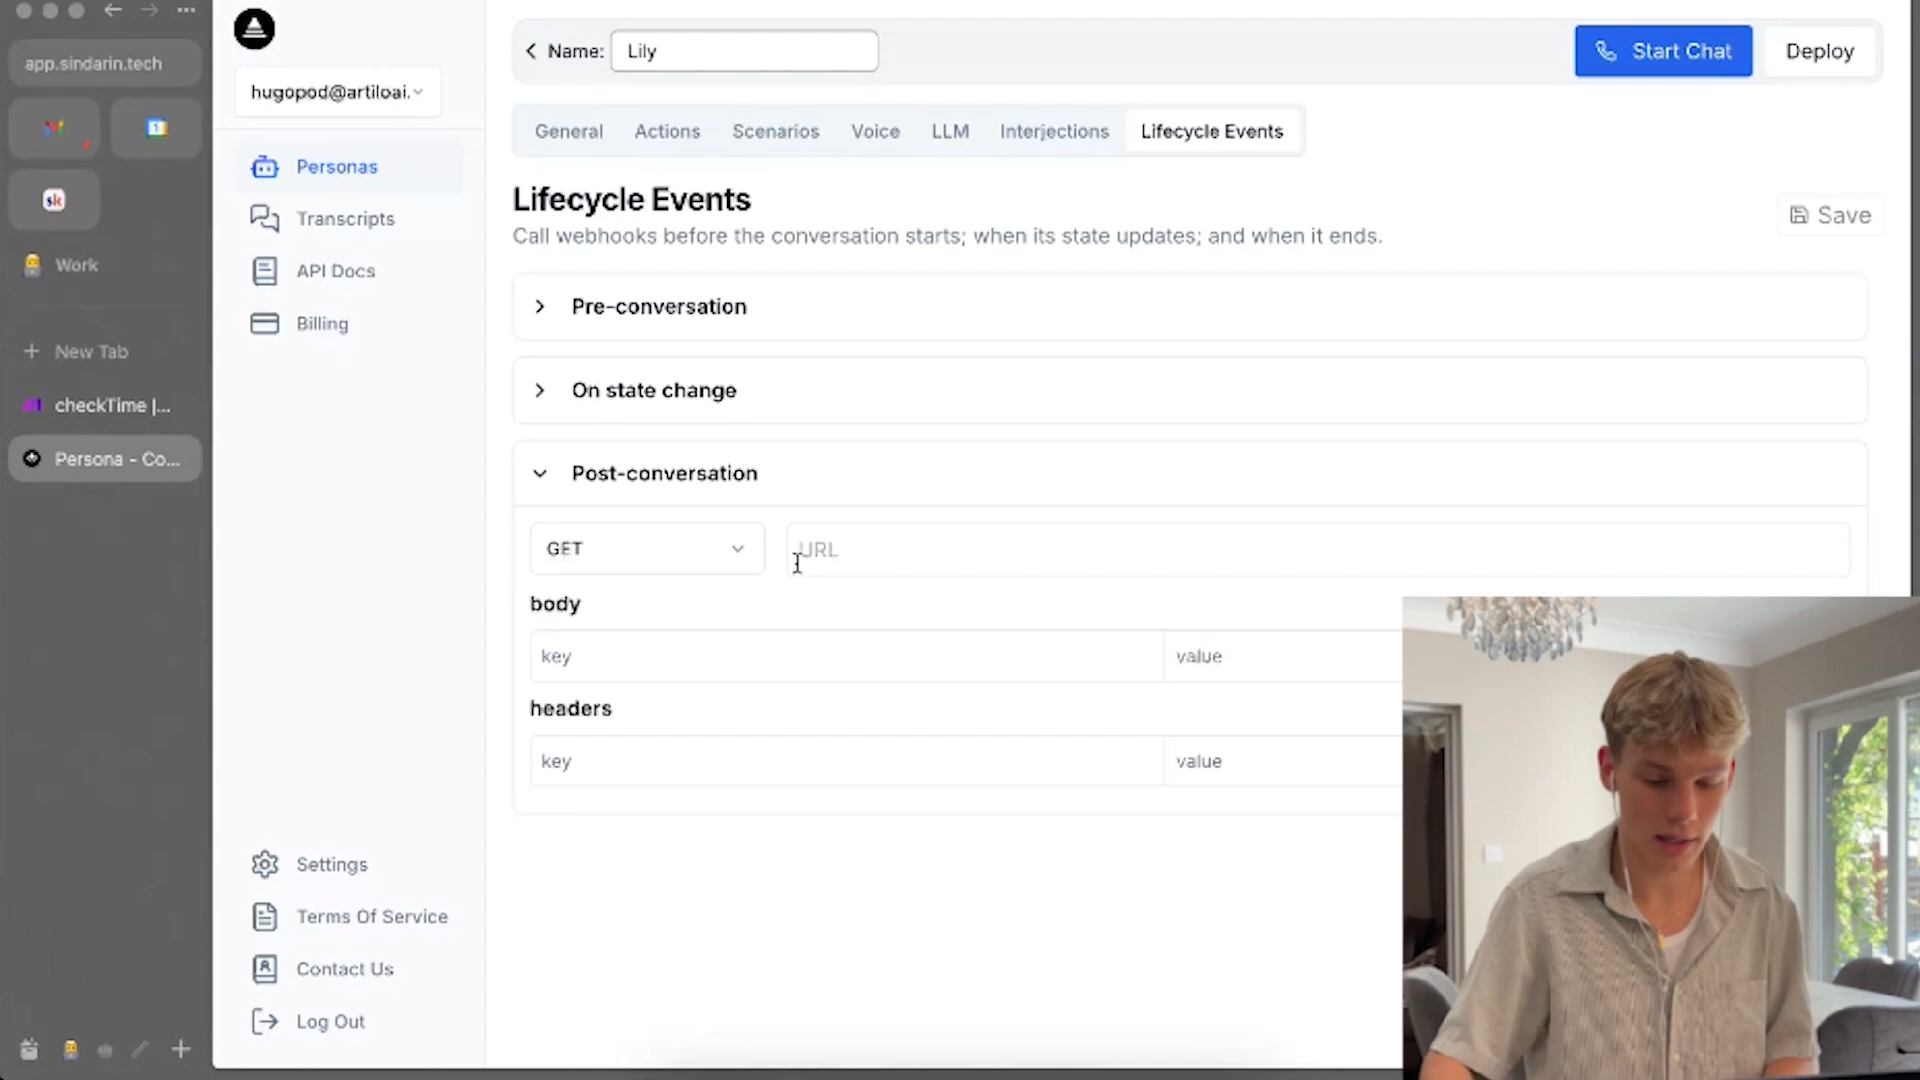 app.sindarin.tech
1
sk
Work
New Tab
checkTime |...
Persona - Co...
hugopod@artiloai.
Personas
Transcripts
API Docs
Billing
Settings
Terms Of Service
Contact Us
Log Out
Name: Lily
Start Chat
Deploy
General
Actions
Scenarios
Voice
LLM
Interjections
Lifecycle Events
Lifecycle Events
Call webhooks before the conversation starts; when its state updates; and when it ends.
Save
Pre-conversation
On state change
Post-conversation
GET
URL
body
key
value
headers
key
value